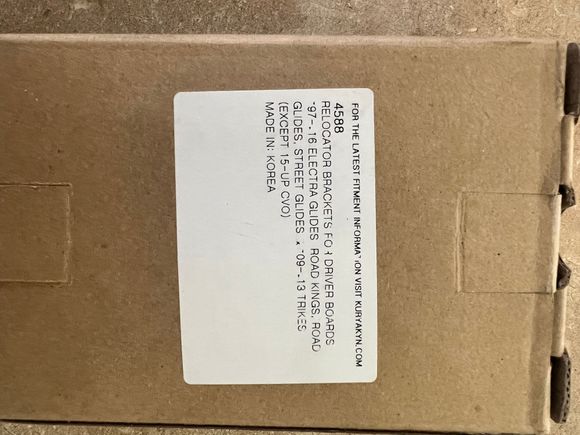 FOR THE LATEST FITMENT INFORMATION VISIT KURYAKYN.COM
4588
RELOCATOR BRACKETS FOR DRIVER BOARDS
'97-'16 ELECTRA GLIDES, ROAD KINGS, ROAD
GLIDES, STREET GLIDES & '09-'13 TRIKES
(EXCEPT 15-UP CVO)
MADE IN: KOREA